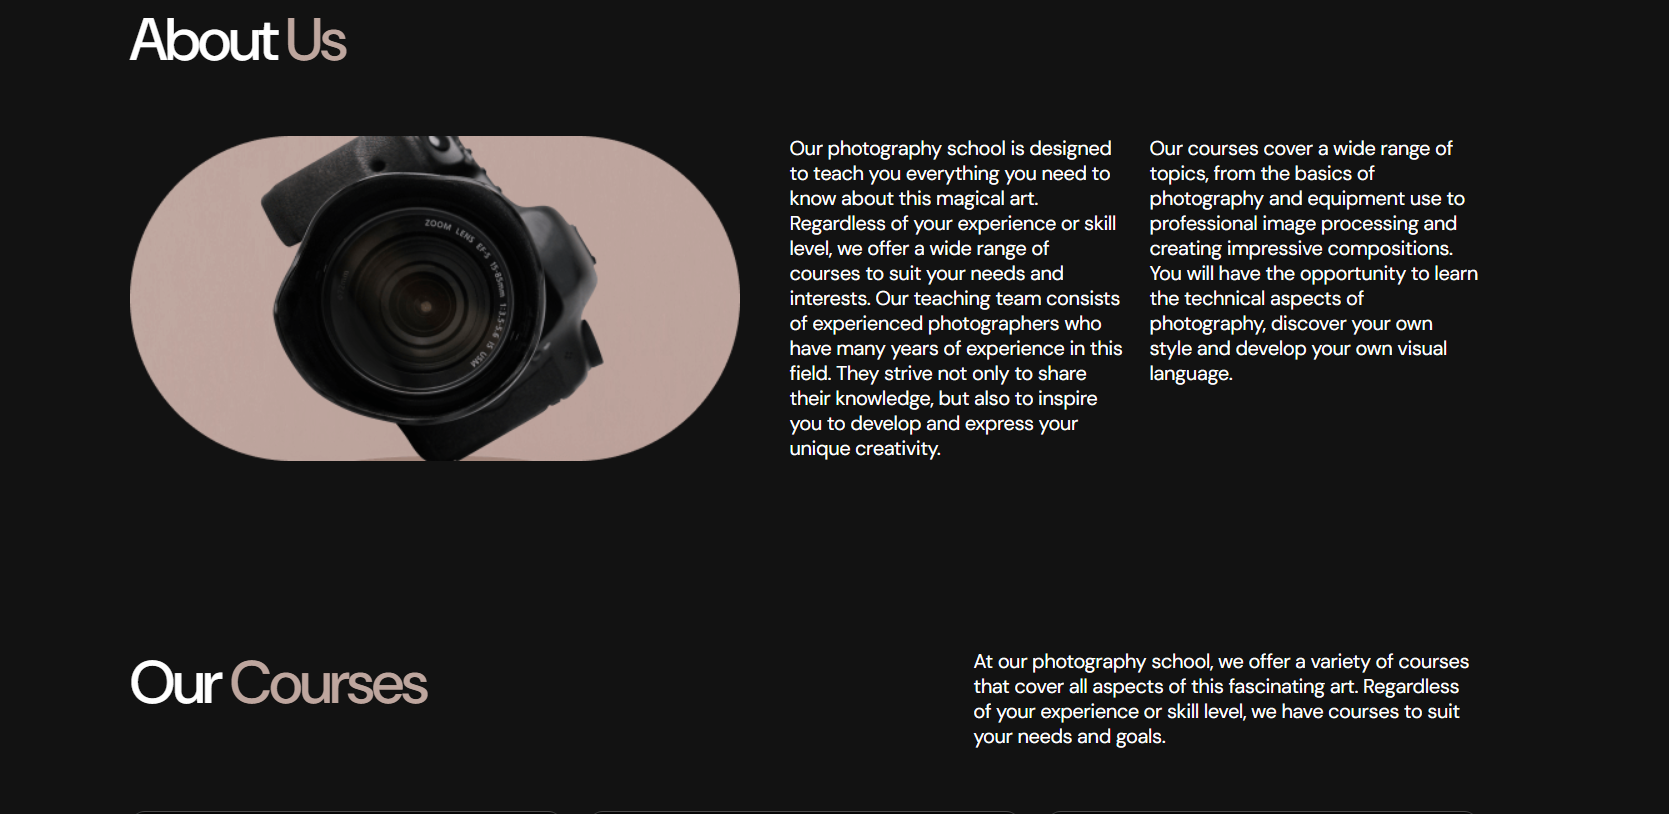 About Us
ZOOM LENS EF-S 15-85mm 1:3.5-5.6 IS USM
Our photography school is designed
to teach you everything you need to
know about this magical art.
Regardless of your experience or skill
level, we offer a wide range of
courses to suit your needs and
interests. Our teaching team consists
of experienced photographers who
have many years of experience in this
field. They strive not only to share
their knowledge, but also to inspire
you to develop and express your
unique creativity.
Our courses cover a wide range of
topics, from the basics of
photography and equipment use to
professional image processing and
creating impressive compositions.
You will have the opportunity to learn
the technical aspects of
photography, discover your own
style and develop your own visual
language.
Our Courses
At our photography school, we offer a variety of courses
that cover all aspects of this fascinating art. Regardless
of your experience or skill level, we have courses to suit
your needs and goals.